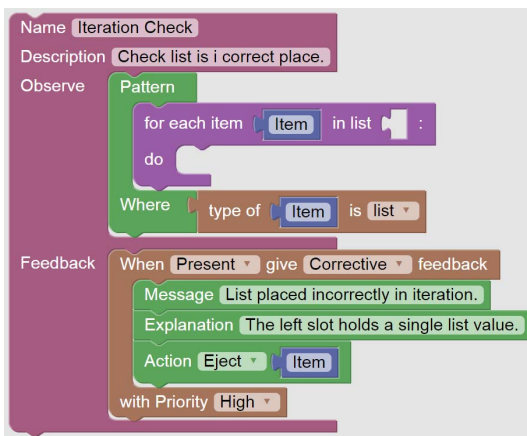 Name Iteration Check
Description Check list is i correct place.
Observe Pattern
for each item Item in list :
do
Where type of Item is list
Feedback When Present give Corrective feedback
Message List placed incorrectly in iteration.
Explanation The left slot holds a single list value.
Action Eject Item
with Priority High